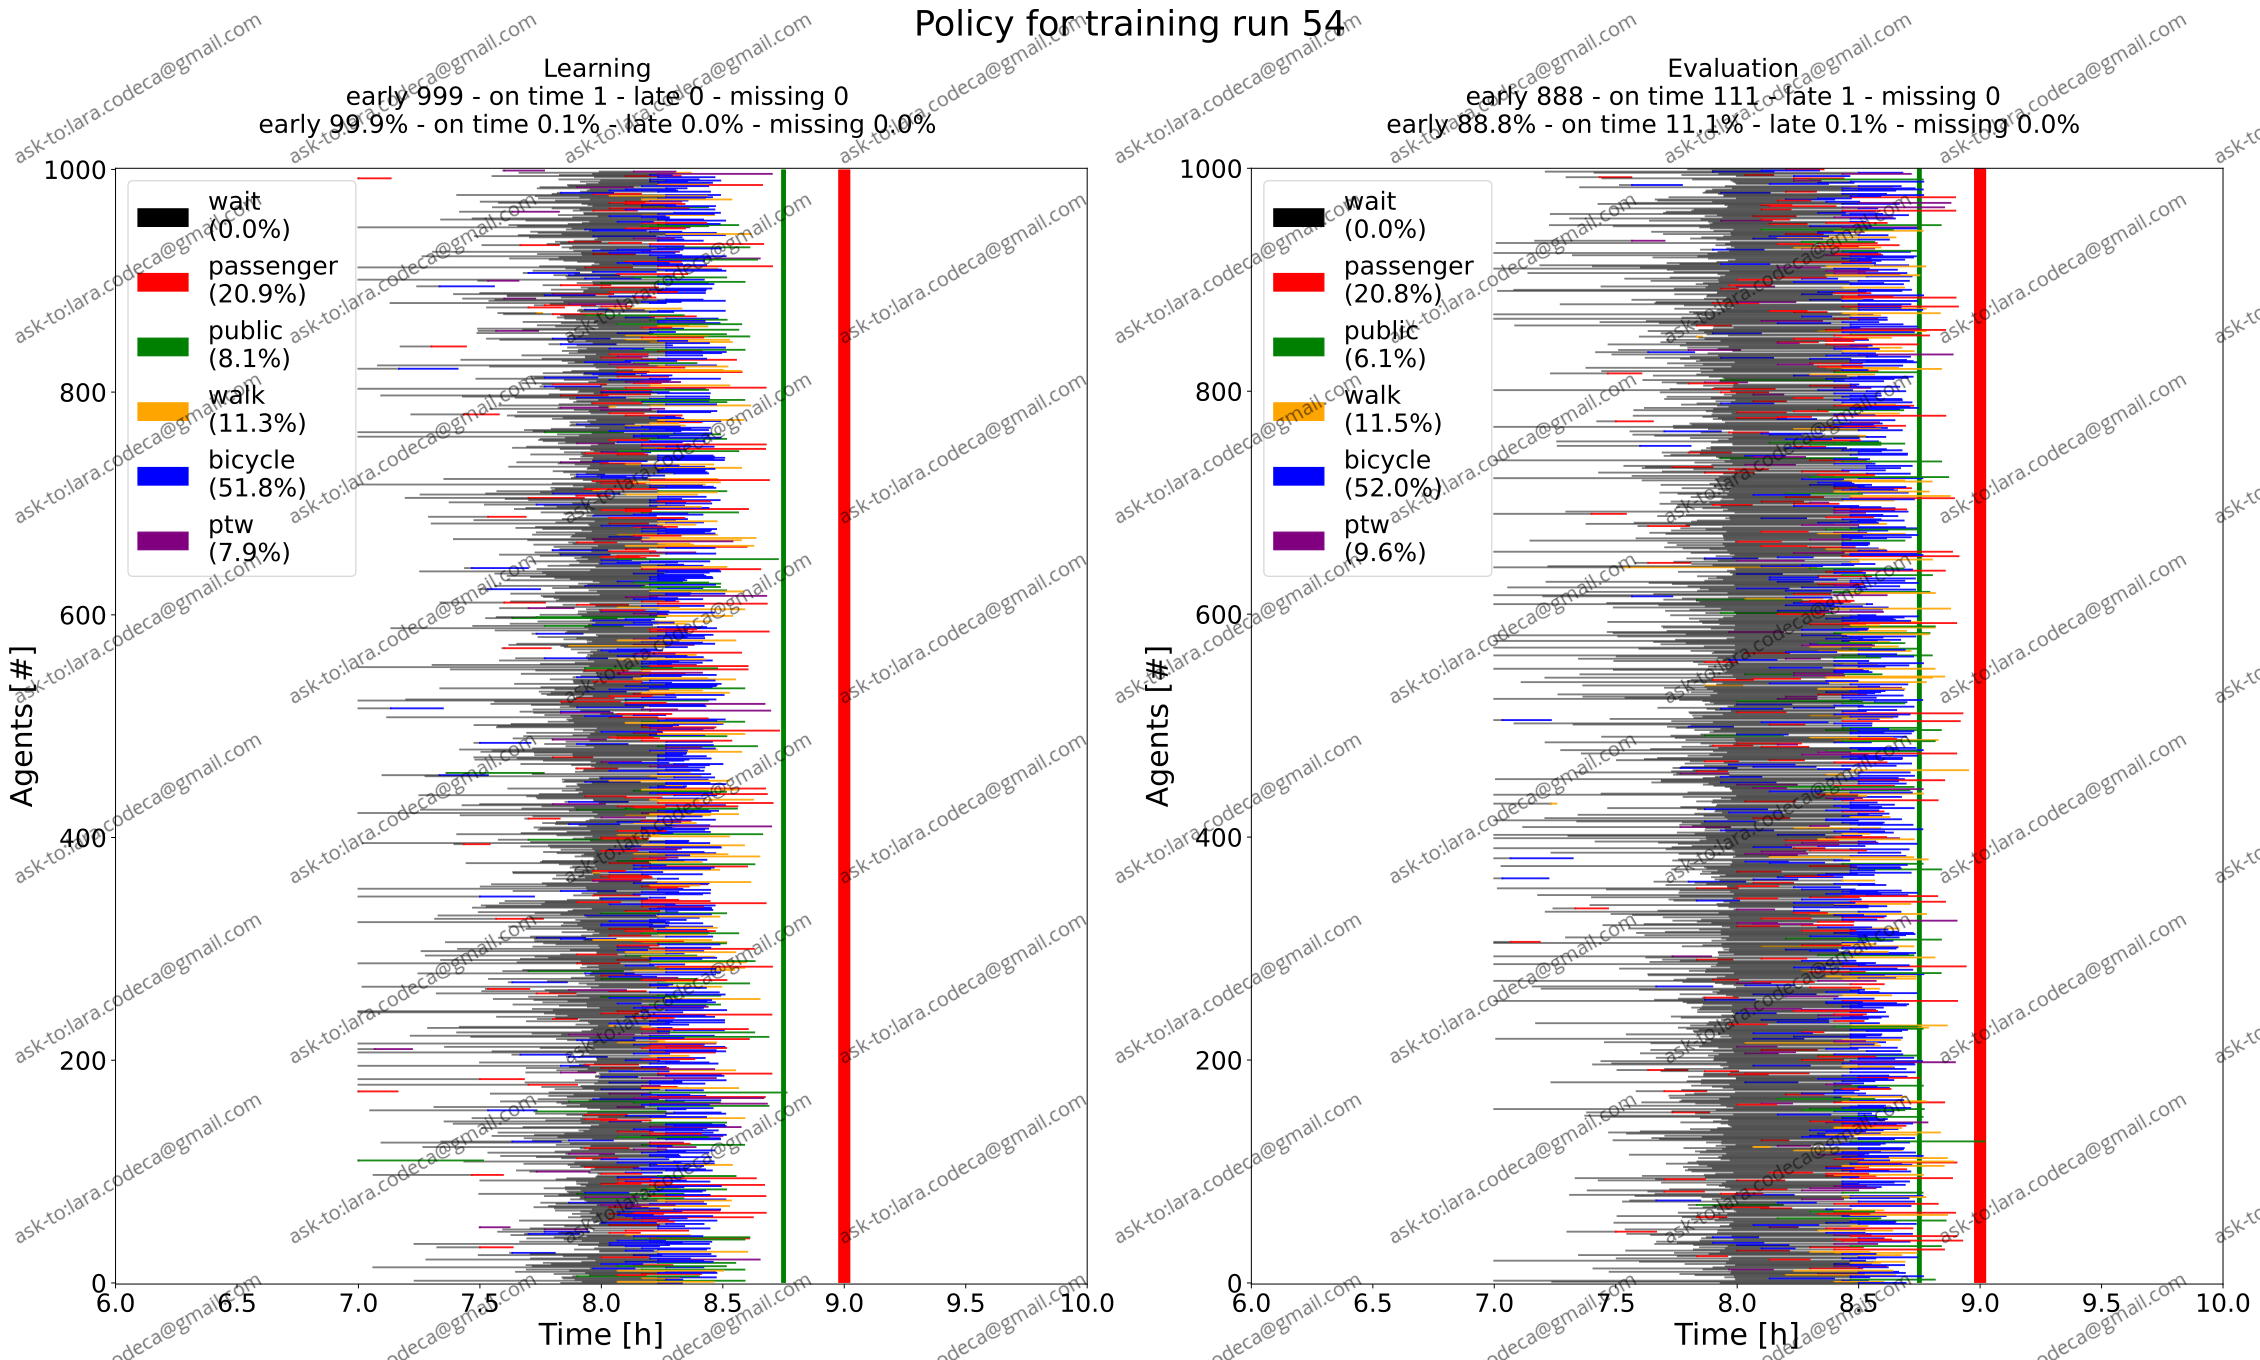 Policy for training run 54
Learning
early 999 - on time 1 - late 0 - missing 0
early 99.9% - on time 0.1% - late 0.0% - missing 0.0%
1000
800
600
400
200
0
Agents [#]
wait
(0.0%)
passenger
(20.9%)
public
(8.1%)
walk
(11.3%)
bicycle
(51.8%)
ptw
(7.9%)
6.0 6.5 7.0 7.5 8.0 8.5 9.0 9.5 10.0
Time [h]
Evaluation
early 888 - on time 111 - late 1 - missing 0
early 88.8% - on time 11.1% - late 0.1% - missing 0.0%
1000
800
600
400
200
0
Agents [#]
wait
(0.0%)
passenger
(20.8%)
public
(6.1%)
walk
(11.5%)
bicycle
(52.0%)
ptw
(9.6%)
6.0 6.5 7.0 7.5 8.0 8.5 9.0 9.5 10.0
Time [h]
ask-to:lara.codeca@gmail.com